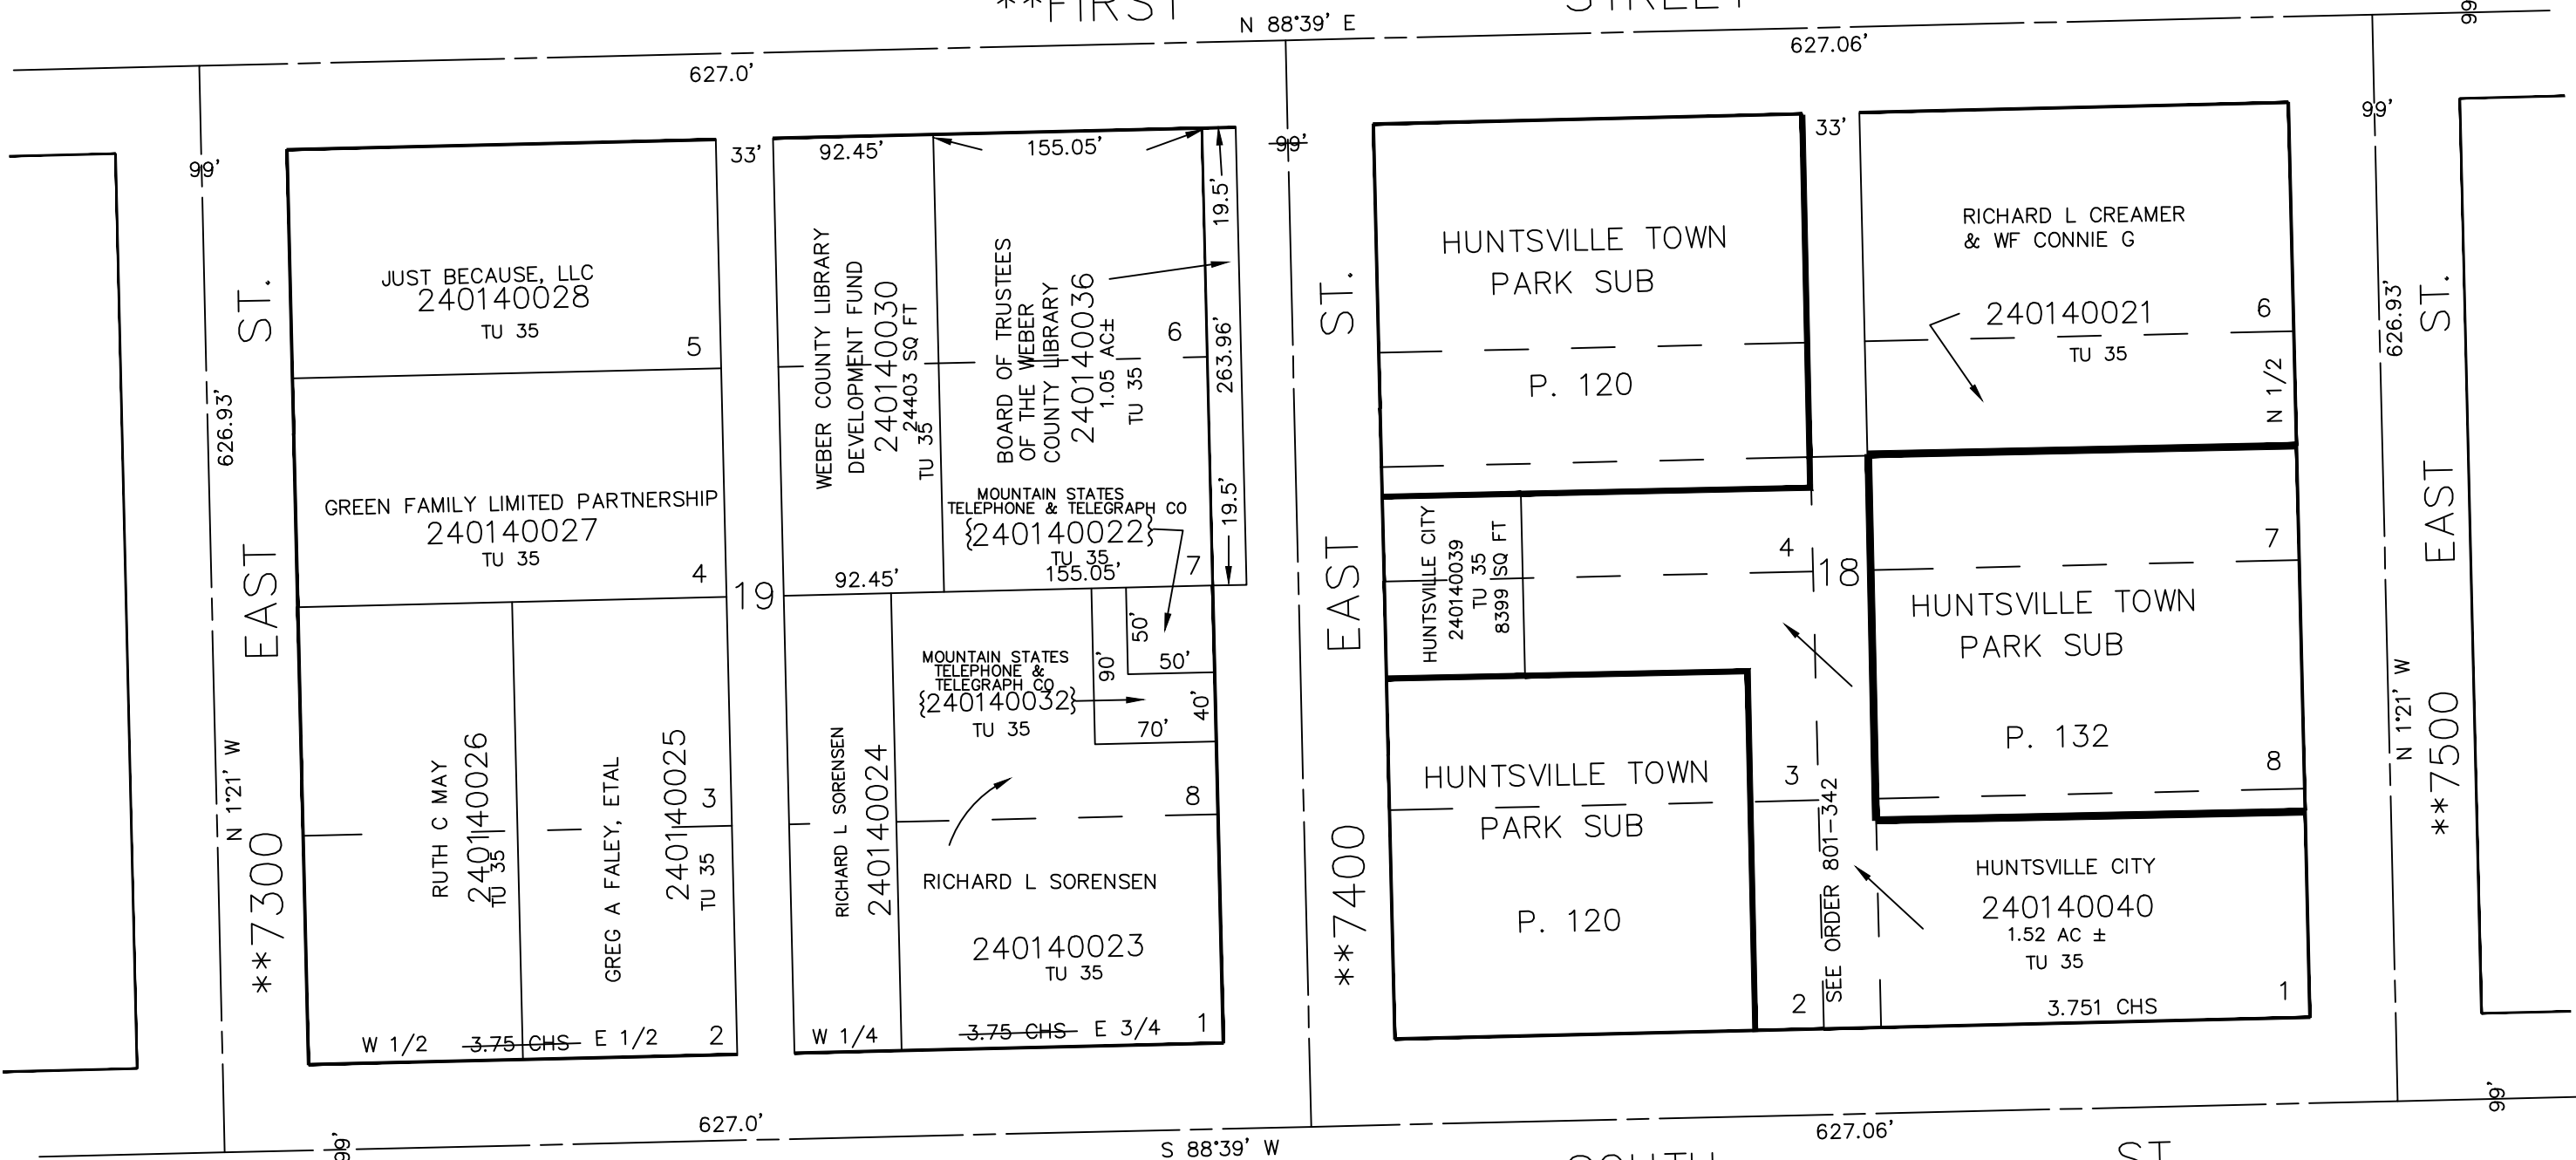 **FIRST STREET
N 88°39' E
627.0'
627.06'
99'
99'
99'
99'
33'
92.45'
155.05'
33'
19.5'
263.96'
19.5'
JUST BECAUSE, LLC
240140028
TU 35
5
GREEN FAMILY LIMITED PARTNERSHIP
240140027
TU 35
4
19
WEBER COUNTY LIBRARY
DEVELOPMENT FUND
240140030
24403 SQ FT
TU 35
BOARD OF TRUSTEES
OF THE WEBER
COUNTY LIBRARY
240140036
1.05 AC±
TU 35
6
MOUNTAIN STATES
TELEPHONE & TELEGRAPH CO
{240140022}
TU 35
155.05'
7
92.45'
RUTH C MAY
240140026
TU 35
GREG A FALEY, ETAL
240140025
TU 35
3
W 1/2
3.75 CHS
E 1/2
2
RICHARD L SORENSEN
240140024
W 1/4
MOUNTAIN STATES
TELEPHONE &
TELEGRAPH CO
{240140032}
TU 35
50'
50'
90'
40'
70'
8
RICHARD L SORENSEN
240140023
TU 35
3.75 CHS
E 3/4
1
626.93'
N 1°21' W
**7300 EAST ST.
**7400 EAST ST.
HUNTSVILLE TOWN
PARK SUB
P. 120
HUNTSVILLE CITY
240140039
TU 35
8399 SQ FT
4
18
HUNTSVILLE TOWN
PARK SUB
P. 120
3
2
SEE ORDER 801-342
RICHARD L CREAMER
& WF CONNIE G
240140021
TU 35
6
N 1/2
7
HUNTSVILLE TOWN
PARK SUB
P. 132
8
HUNTSVILLE CITY
240140040
1.52 AC ±
TU 35
3.751 CHS
1
626.93'
N 1°21' W
**7500 EAST ST.
99'
627.0'
S 88°39' W
627.06'
99'
SOUTH ST